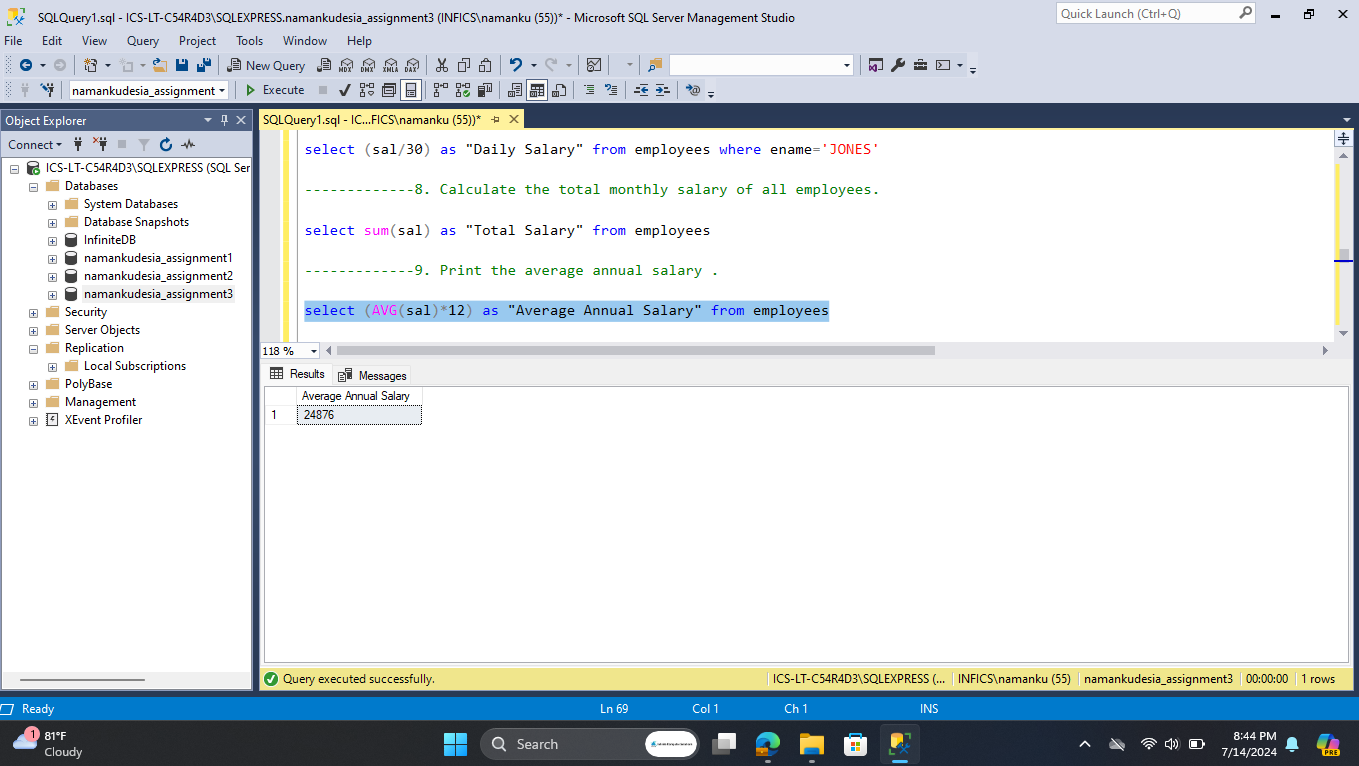 SQLQuery1.sql - ICS-LT-C54R4D3\SQLEXPRESS.namankudesia_assignment3 (INFICS\namanku (55))* - Microsoft SQL Server Management Studio
Quick Launch (Ctrl+Q)
File Edit View Query Project Tools Window Help
New Query MDX DMX XMLA DAX
namankudesia_assignment Execute
Object Explorer
SQLQuery1.sql - IC...FICS\namanku (55))*
Connect
ICS-LT-C54R4D3\SQLEXPRESS (SQL Ser
Databases
System Databases
Database Snapshots
InfiniteDB
namankudesia_assignment1
namankudesia_assignment2
namankudesia_assignment3
Security
Server Objects
Replication
Local Subscriptions
PolyBase
Management
XEvent Profiler
select (sal/30) as "Daily Salary" from employees where ename='JONES'
-------------8. Calculate the total monthly salary of all employees.
select sum(sal) as "Total Salary" from employees
-------------9. Print the average annual salary .
select (AVG(sal)*12) as "Average Annual Salary" from employees
118 %
Results Messages
Average Annual Salary
1 24876
Query executed successfully.
ICS-LT-C54R4D3\SQLEXPRESS (... INFICS\namanku (55) namankudesia_assignment3 00:00:00 1 rows
Ready Ln 69 Col 1 Ch 1 INS
1
81°F
Cloudy
Search
8:44 PM
7/14/2024
PRE